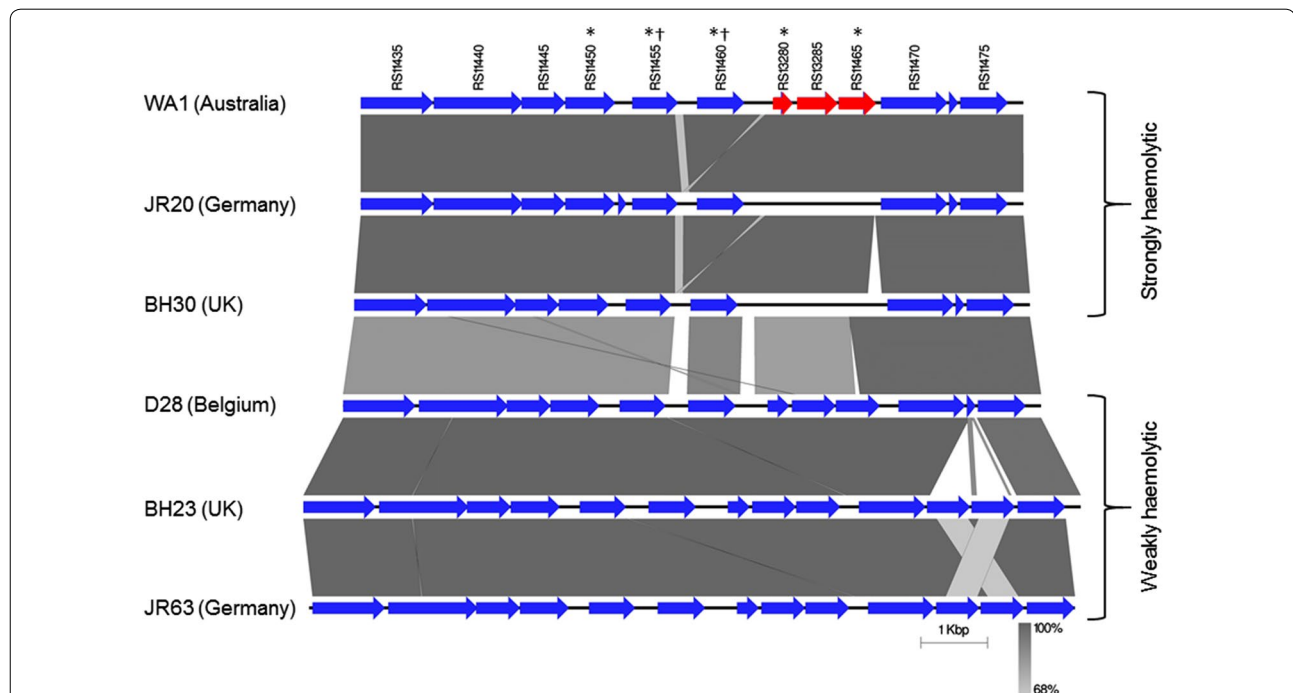 RS11435
RS11440
RS11445
RS11450 *
RS11455 *†
RS11460 *†
RS13280 *
RS13285
RS11465 *
RS11470
RS11475
WA1 (Australia)
JR20 (Germany)
BH30 (UK)
D28 (Belgium)
BH23 (UK)
JR63 (Germany)
Strongly haemolytic
Weakly haemolytic
1 Kbp
100%
68%